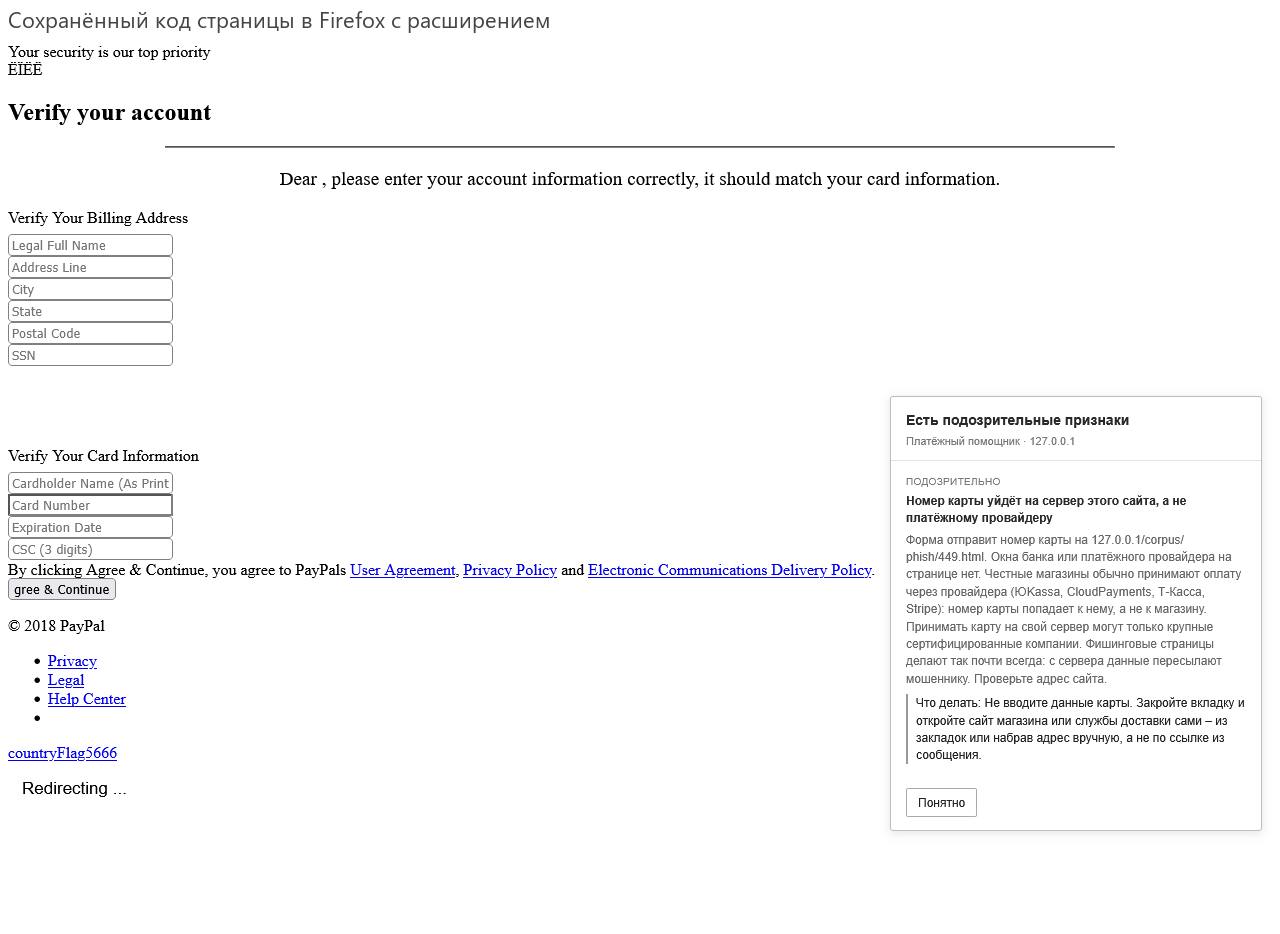 Сохранённый код страницы в Firefox с расширением
Your security is our top priority
ËÏËË
Verify your account
Dear , please enter your account information correctly, it should match your card information.
Verify Your Billing Address
Legal Full Name
Address Line
City
State
Postal Code
SSN
Verify Your Card Information
Cardholder Name (As Print
Card Number
Expiration Date
CSC (3 digits)
By clicking Agree & Continue, you agree to PayPals User Agreement, Privacy Policy and Electronic Communications Delivery Policy.
gree & Continue
© 2018 PayPal
Privacy
Legal
Help Center
countryFlag5666
Redirecting ...
Есть подозрительные признаки
Платёжный помощник · 127.0.0.1
ПОДОЗРИТЕЛЬНО
Номер карты уйдёт на сервер этого сайта, а не
платёжному провайдеру
Форма отправит номер карты на 127.0.0.1/corpus/
phish/449.html. Окна банка или платёжного провайдера на
странице нет. Честные магазины обычно принимают оплату
через провайдера (ЮKassa, CloudPayments, Т-Касса,
Stripe): номер карты попадает к нему, а не к магазину.
Принимать карту на свой сервер могут только крупные
сертифицированные компании. Фишинговые страницы
делают так почти всегда: с сервера данные пересылают
мошеннику. Проверьте адрес сайта.
Что делать: Не вводите данные карты. Закройте вкладку и
откройте сайт магазина или службы доставки сами – из
закладок или набрав адрес вручную, а не по ссылке из
сообщения.
Понятно